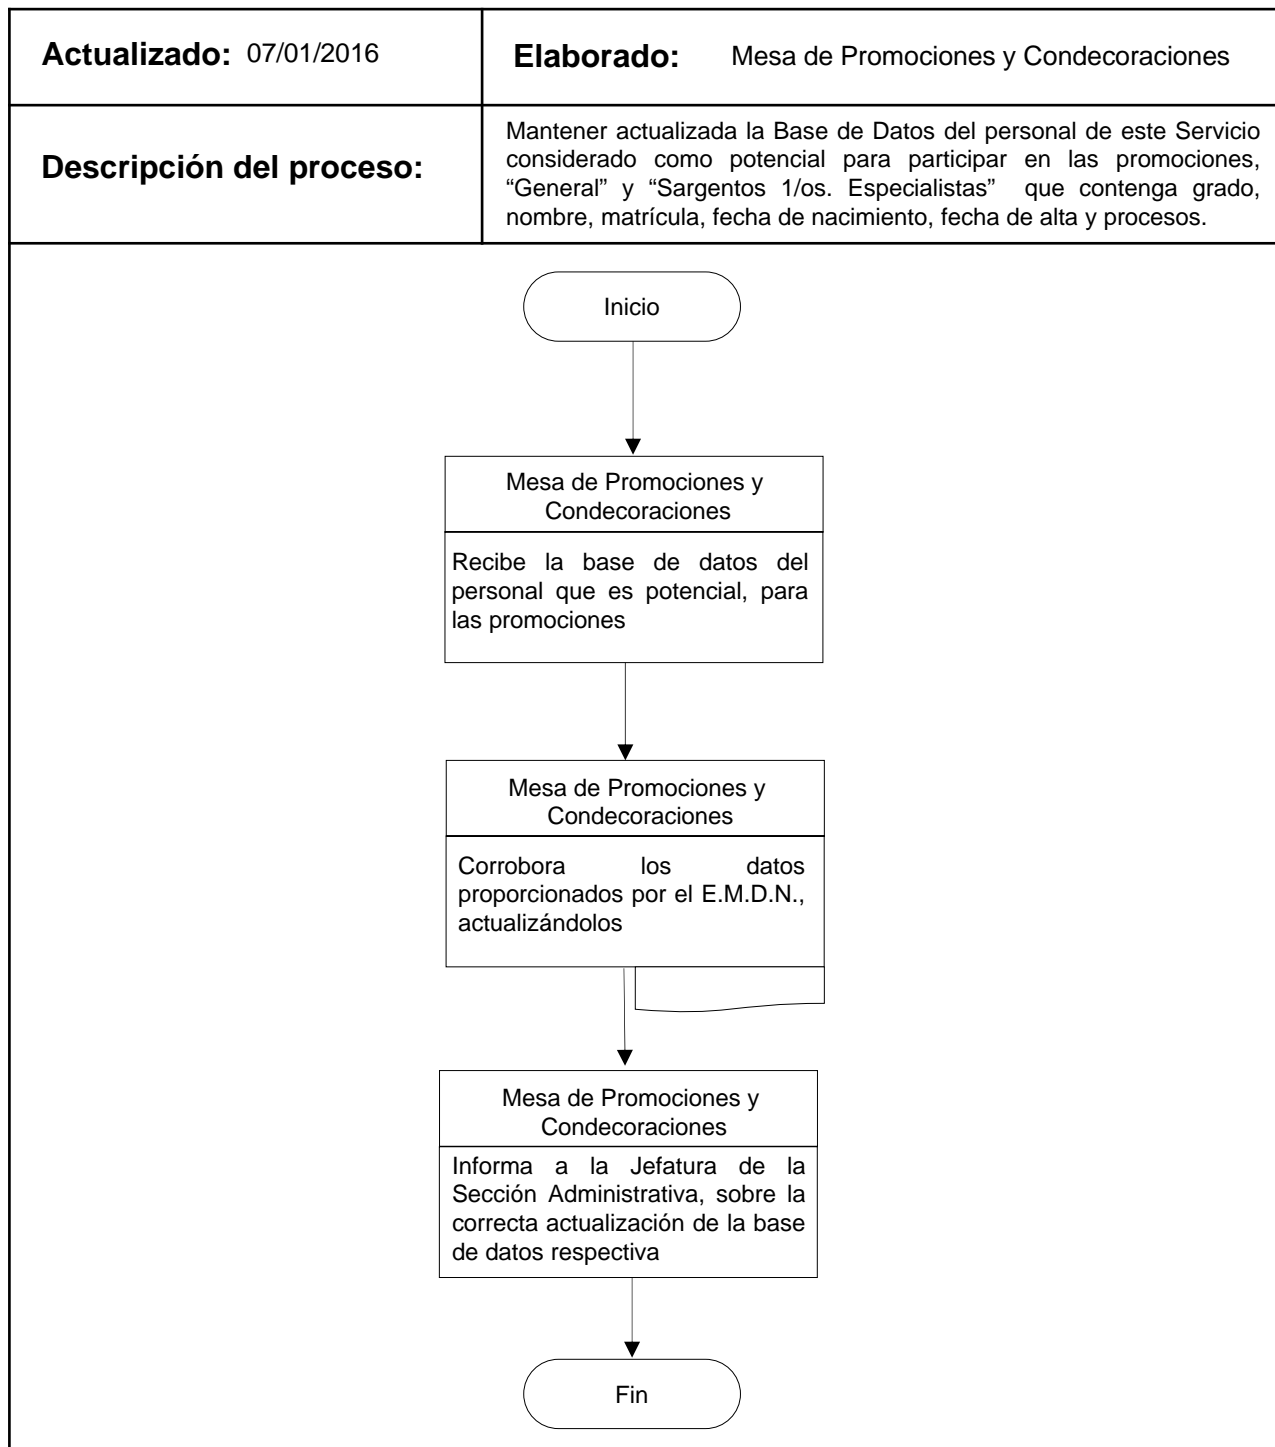 Actualizado: 07/01/2016
Elaborado: Mesa de Promociones y Condecoraciones
Descripción del proceso:
Mantener actualizada la Base de Datos del personal de este Servicio
considerado como potencial para participar en las promociones,
“General” y “Sargentos 1/os. Especialistas” que contenga grado,
nombre, matrícula, fecha de nacimiento, fecha de alta y procesos.
Inicio
Mesa de Promociones y
Condecoraciones
Recibe la base de datos del
personal que es potencial, para
las promociones
Mesa de Promociones y
Condecoraciones
Corrobora los datos
proporcionados por el E.M.D.N.,
actualizándolos
Mesa de Promociones y
Condecoraciones
Informa a la Jefatura de la
Sección Administrativa, sobre la
correcta actualización de la base
de datos respectiva
Fin